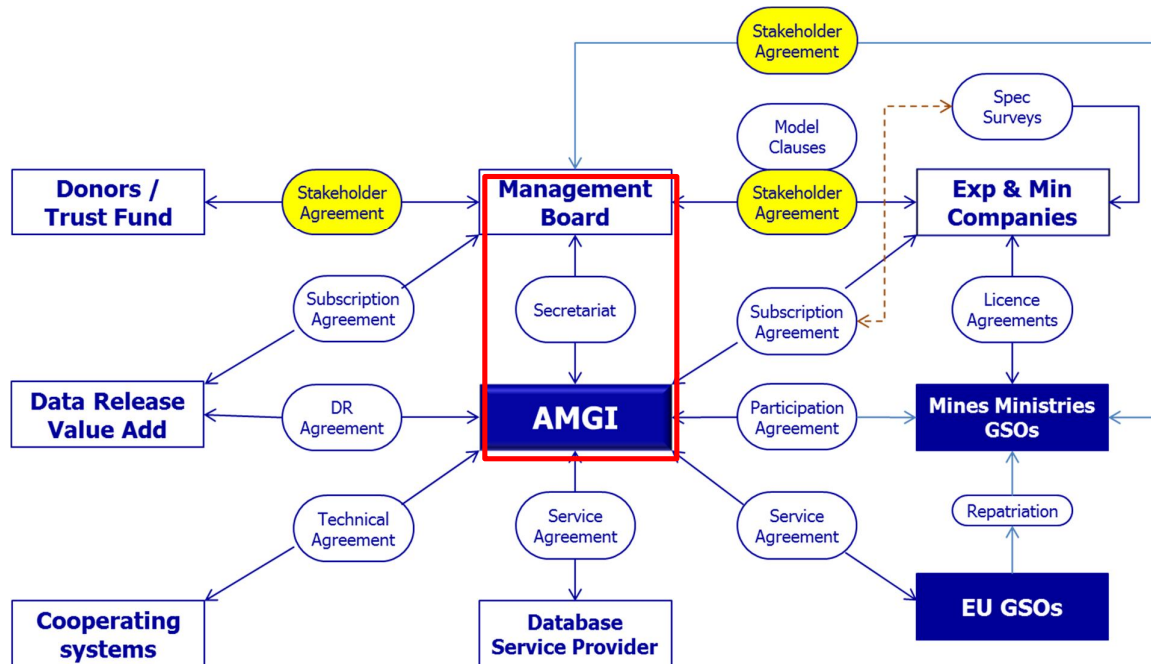 Stakeholder
Agreement
Spec
Surveys
Model
Clauses
Donors /
Trust Fund
Stakeholder
Agreement
Management
Board
Stakeholder
Agreement
Exp & Min
Companies
Subscription
Agreement
Secretariat
Subscription
Agreement
Licence
Agreements
Data Release
Value Add
DR
Agreement
AMGI
Participation
Agreement
Mines Ministries
GSOs
Technical
Agreement
Service
Agreement
Service
Agreement
Repatriation
Cooperating
systems
Database
Service Provider
EU GSOs